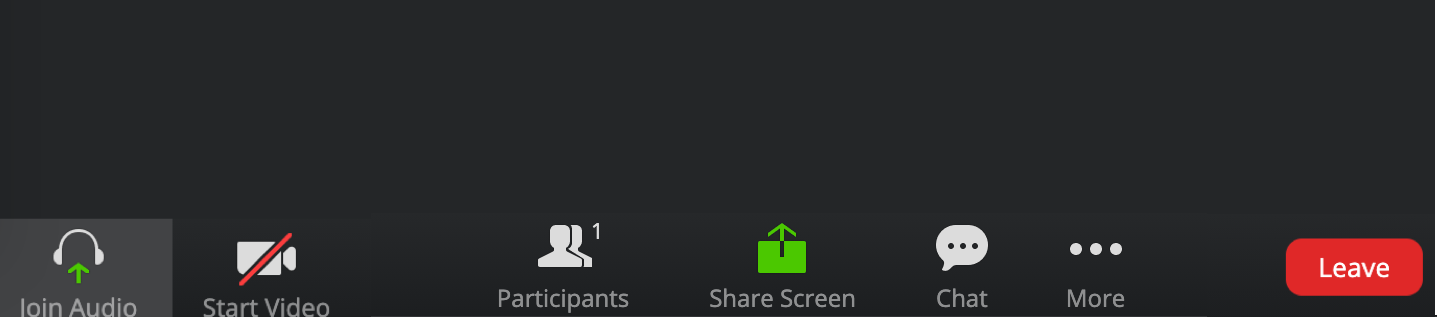 1
Join Audio
Start Video
Participants
Share Screen
Chat
More
Leave